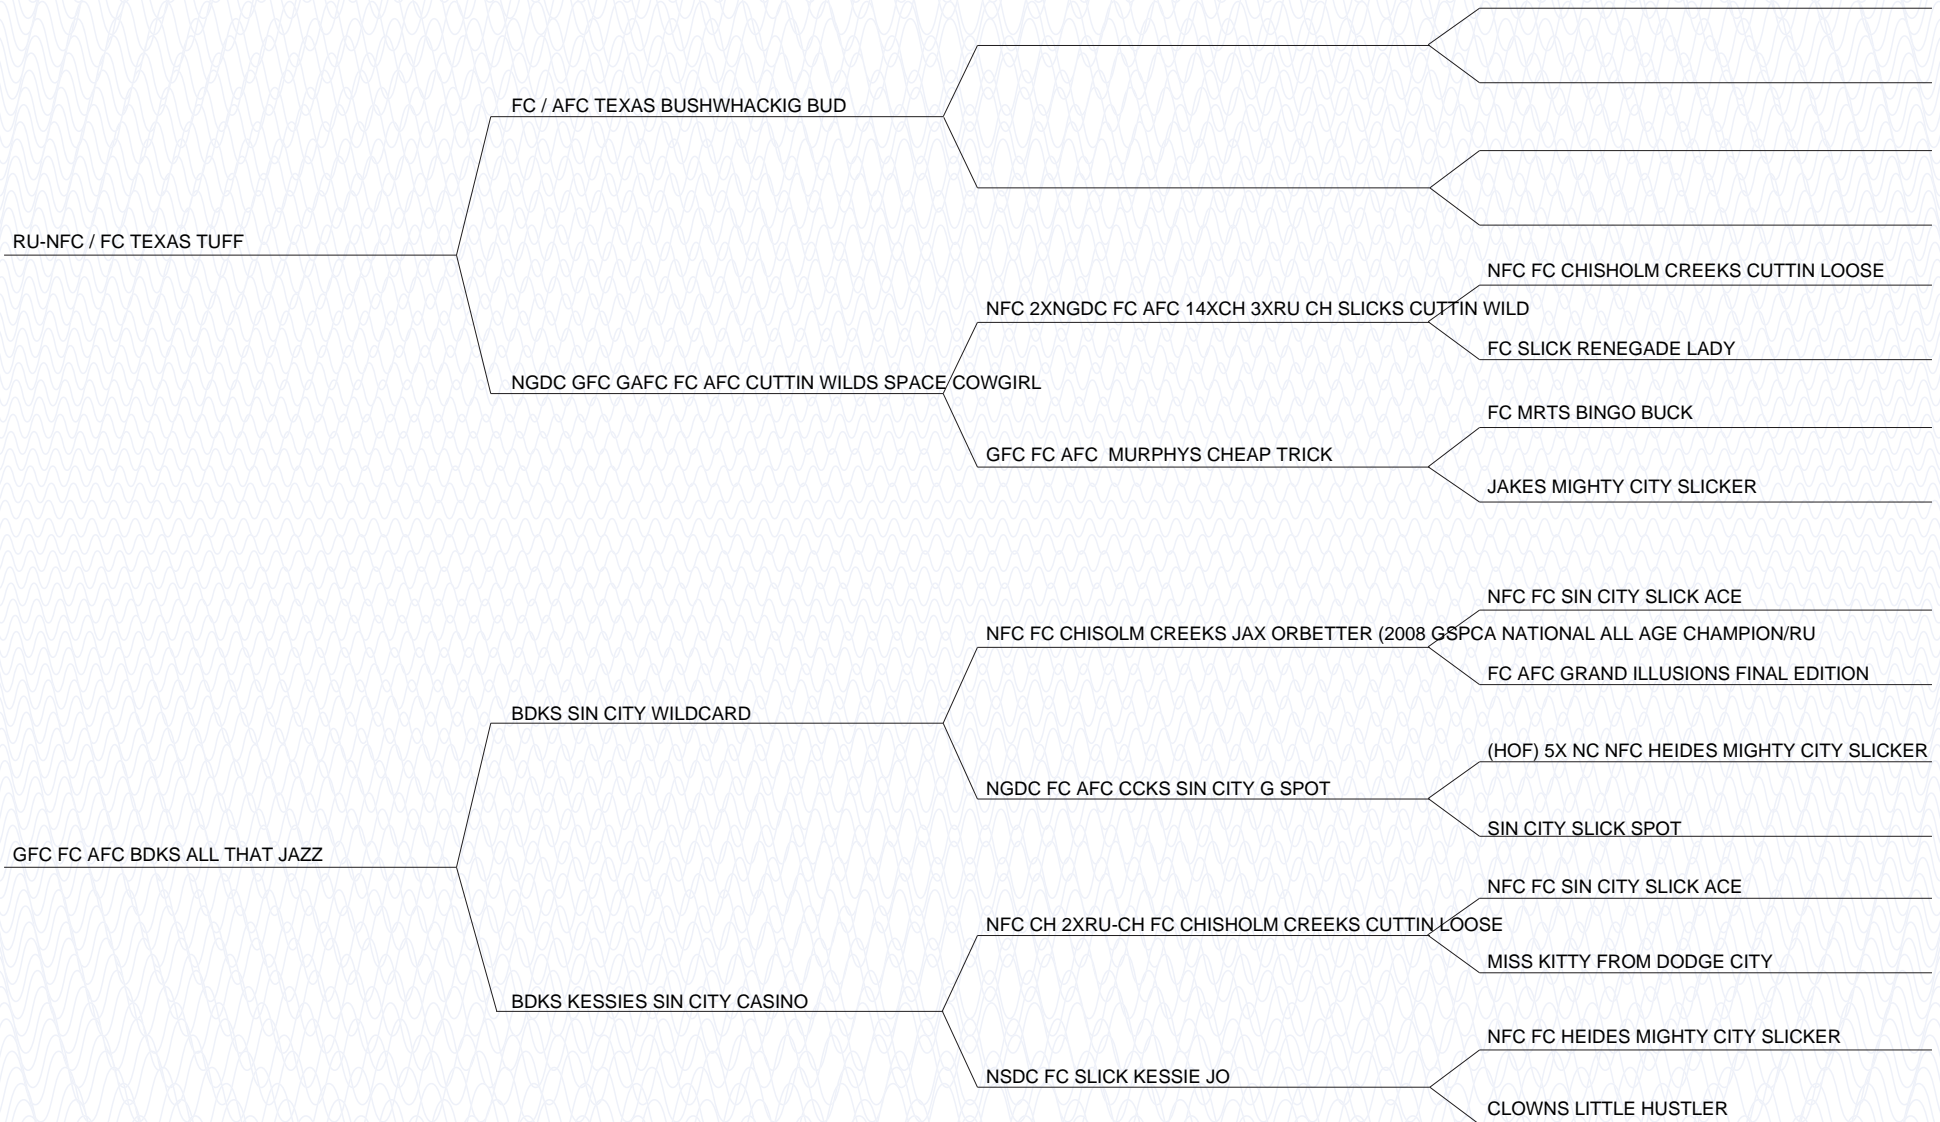 FC / AFC TEXAS BUSHWHACKIG BUD
RU-NFC / FC TEXAS TUFF
NFC FC CHISHOLM CREEKS CUTTIN LOOSE
NFC 2XNGDC FC AFC 14XCH 3XRU CH SLICKS CUTTIN WILD
FC SLICK RENEGADE LADY
NGDC GFC GAFC FC AFC CUTTIN WILDS SPACE COWGIRL
FC MRTS BINGO BUCK
GFC FC AFC  MURPHYS CHEAP TRICK
JAKES MIGHTY CITY SLICKER
NFC FC SIN CITY SLICK ACE
NFC FC CHISOLM CREEKS JAX ORBETTER (2008 GSPCA NATIONAL ALL AGE CHAMPION/RU
FC AFC GRAND ILLUSIONS FINAL EDITION
BDKS SIN CITY WILDCARD
(HOF) 5X NC NFC HEIDES MIGHTY CITY SLICKER
NGDC FC AFC CCKS SIN CITY G SPOT
SIN CITY SLICK SPOT
GFC FC AFC BDKS ALL THAT JAZZ
NFC FC SIN CITY SLICK ACE
NFC CH 2XRU-CH FC CHISHOLM CREEKS CUTTIN LOOSE
MISS KITTY FROM DODGE CITY
BDKS KESSIES SIN CITY CASINO
NFC FC HEIDES MIGHTY CITY SLICKER
NSDC FC SLICK KESSIE JO
CLOWNS LITTLE HUSTLER